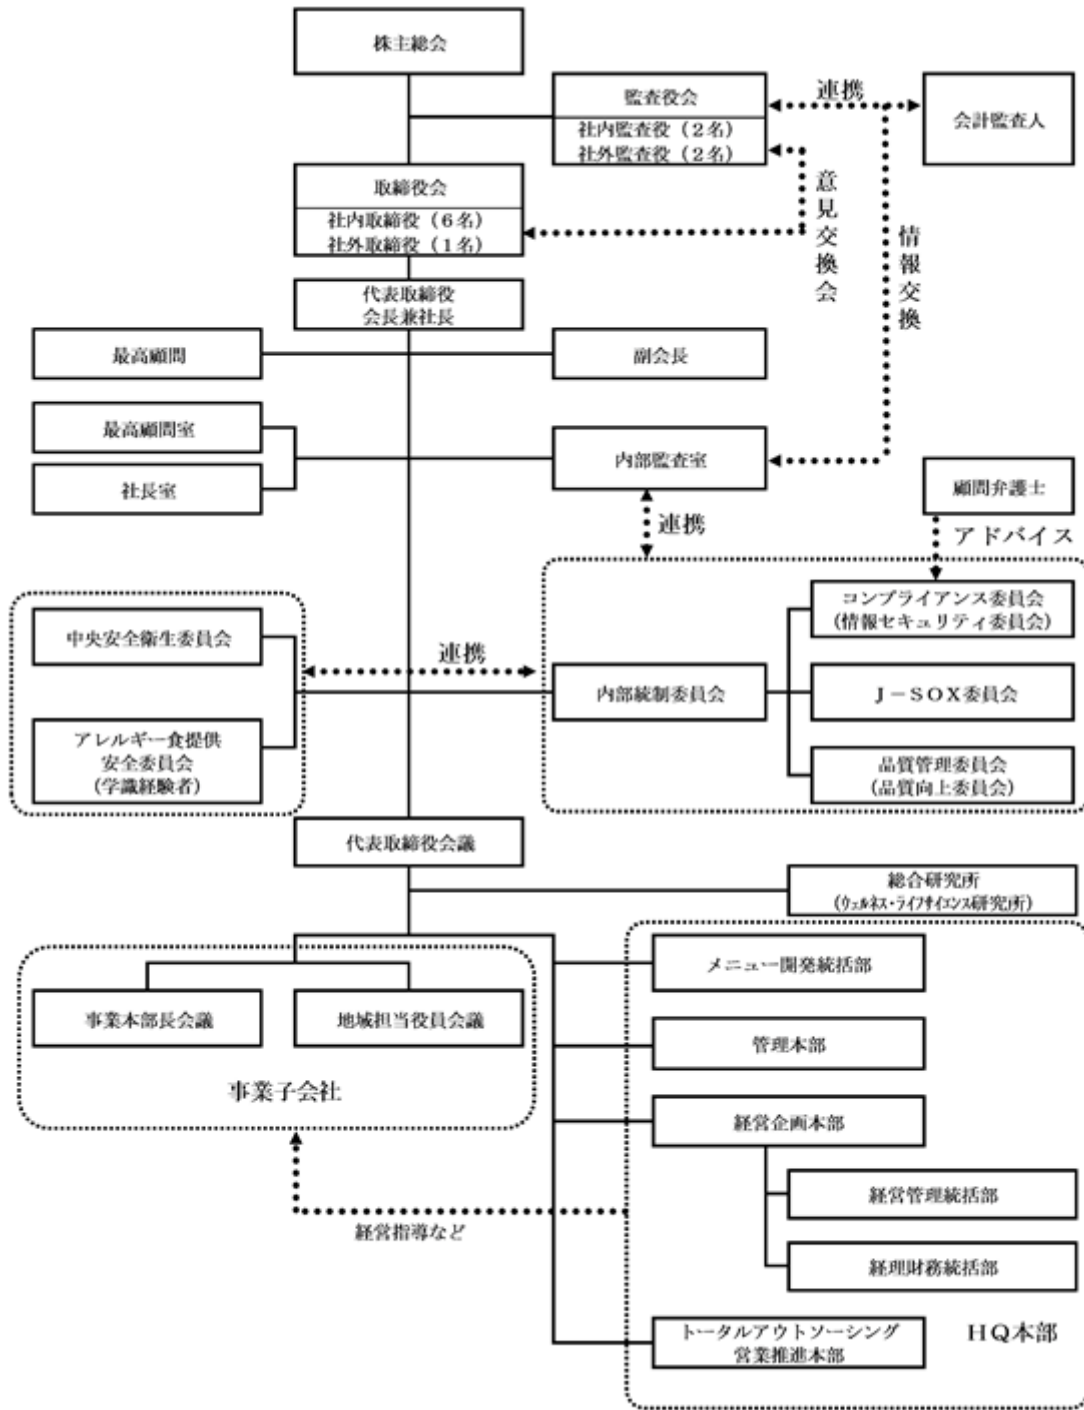 株主総会
監査役会
社内監査役（２名）
社外監査役（２名）
連携
会計監査人
取締役会
社内取締役（６名）
社外取締役（１名）
意見交換会
情報交換
代表取締役
会長兼社長
最高顧問
副会長
最高顧問室
社長室
内部監査室
顧問弁護士
連携
アドバイス
中央安全衛生委員会
アレルギー食提供
安全委員会
(学識経験者)
連携
内部統制委員会
コンプライアンス委員会
(情報セキュリティ委員会)
Ｊ－ＳＯＸ委員会
品質管理委員会
(品質向上委員会)
代表取締役会議
総合研究所
(ｳｪﾙﾈｽ・ﾗｲﾌｻｲｴﾝｽ研究所)
事業本部長会議
地域担当役員会議
事業子会社
経営指導など
メニュー開発統括部
管理本部
経営企画本部
経営管理統括部
経理財務統括部
トータルアウトソーシング
営業推進本部
ＨＱ本部